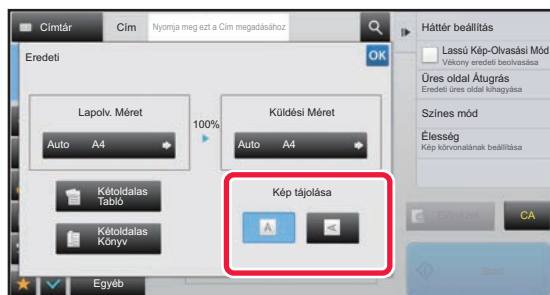 Címtár
Cím
Nyomja meg ezt a Cím megadásához
Eredeti
OK
Lapolv. Méret
Auto A4
100%
Küldési Méret
Auto A4
Kétoldalas
Tabló
Kétoldalas
Könyv
Kép tájolása
A
A
Egyéb
Háttér beállítás
Lassú Kép-Olvasási Mód
Vékony eredeti beolvasása
Üres oldal Átugrás
Eredeti üres oldal kihagyása
Színes mód
Élesség
Kép körvonalának beállítása
Előnézet
CA
Start